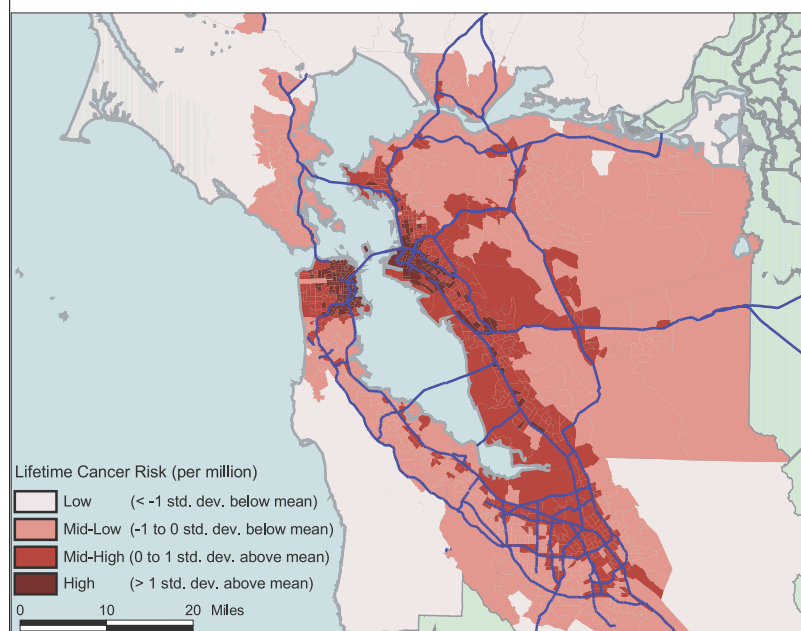 Lifetime Cancer Risk (per million)
Low (< -1 std. dev. below mean)
Mid-Low (-1 to 0 std. dev. below mean)
Mid-High (0 to 1 std. dev. above mean)
High (> 1 std. dev. above mean)
0 10 20 Miles